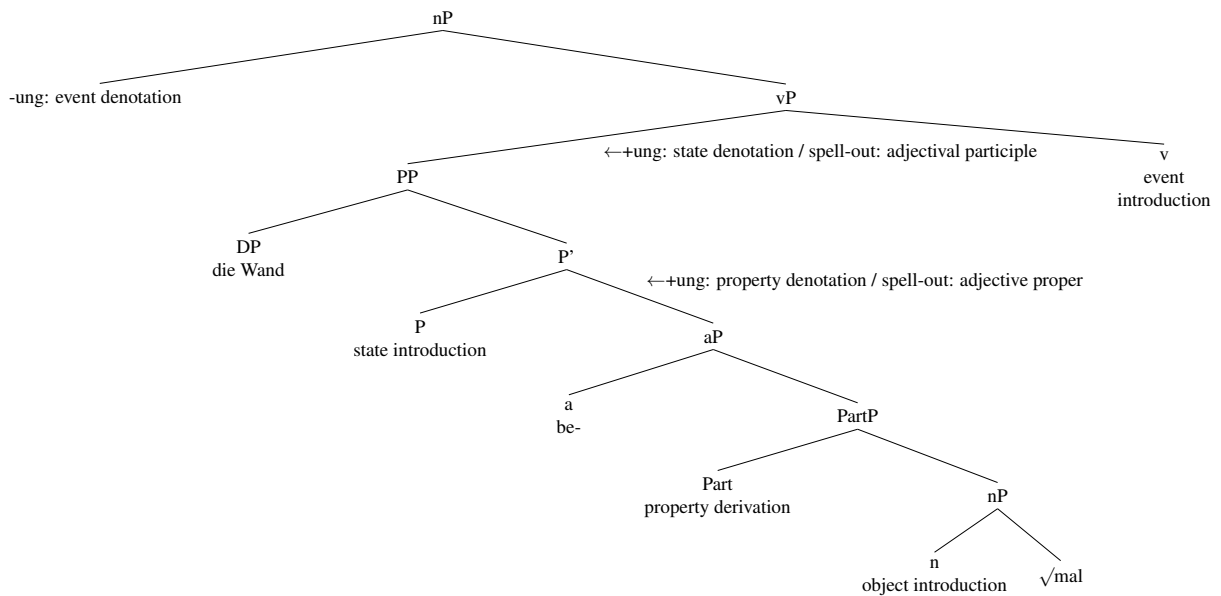 nP
-ung: event denotation
vP
←+ung: state denotation / spell-out: adjectival participle
v
event
introduction
PP
DP
die Wand
P’
←+ung: property denotation / spell-out: adjective proper
P
state introduction
aP
a
be-
PartP
Part
property derivation
nP
n
object introduction
√mal